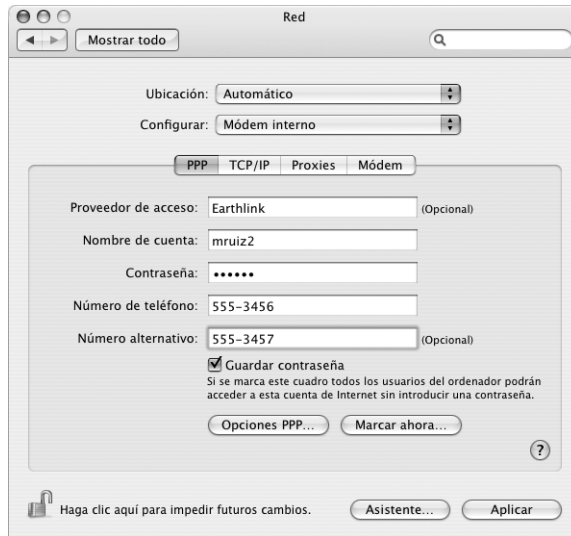 Red
Mostrar todo
Ubicación: Automático
Configurar: Módem interno
PPP TCP/IP Proxies Módem
Proveedor de acceso: Earthlink (Opcional)
Nombre de cuenta: mruiz2
Contraseña: ••••••
Número de teléfono: 555-3456
Número alternativo: 555-3457 (Opcional)
Guardar contraseña
Si se marca este cuadro todos los usuarios del ordenador podrán
acceder a esta cuenta de Internet sin introducir una contraseña.
Opciones PPP... Marcar ahora...
?
Haga clic aquí para impedir futuros cambios. Asistente... Aplicar